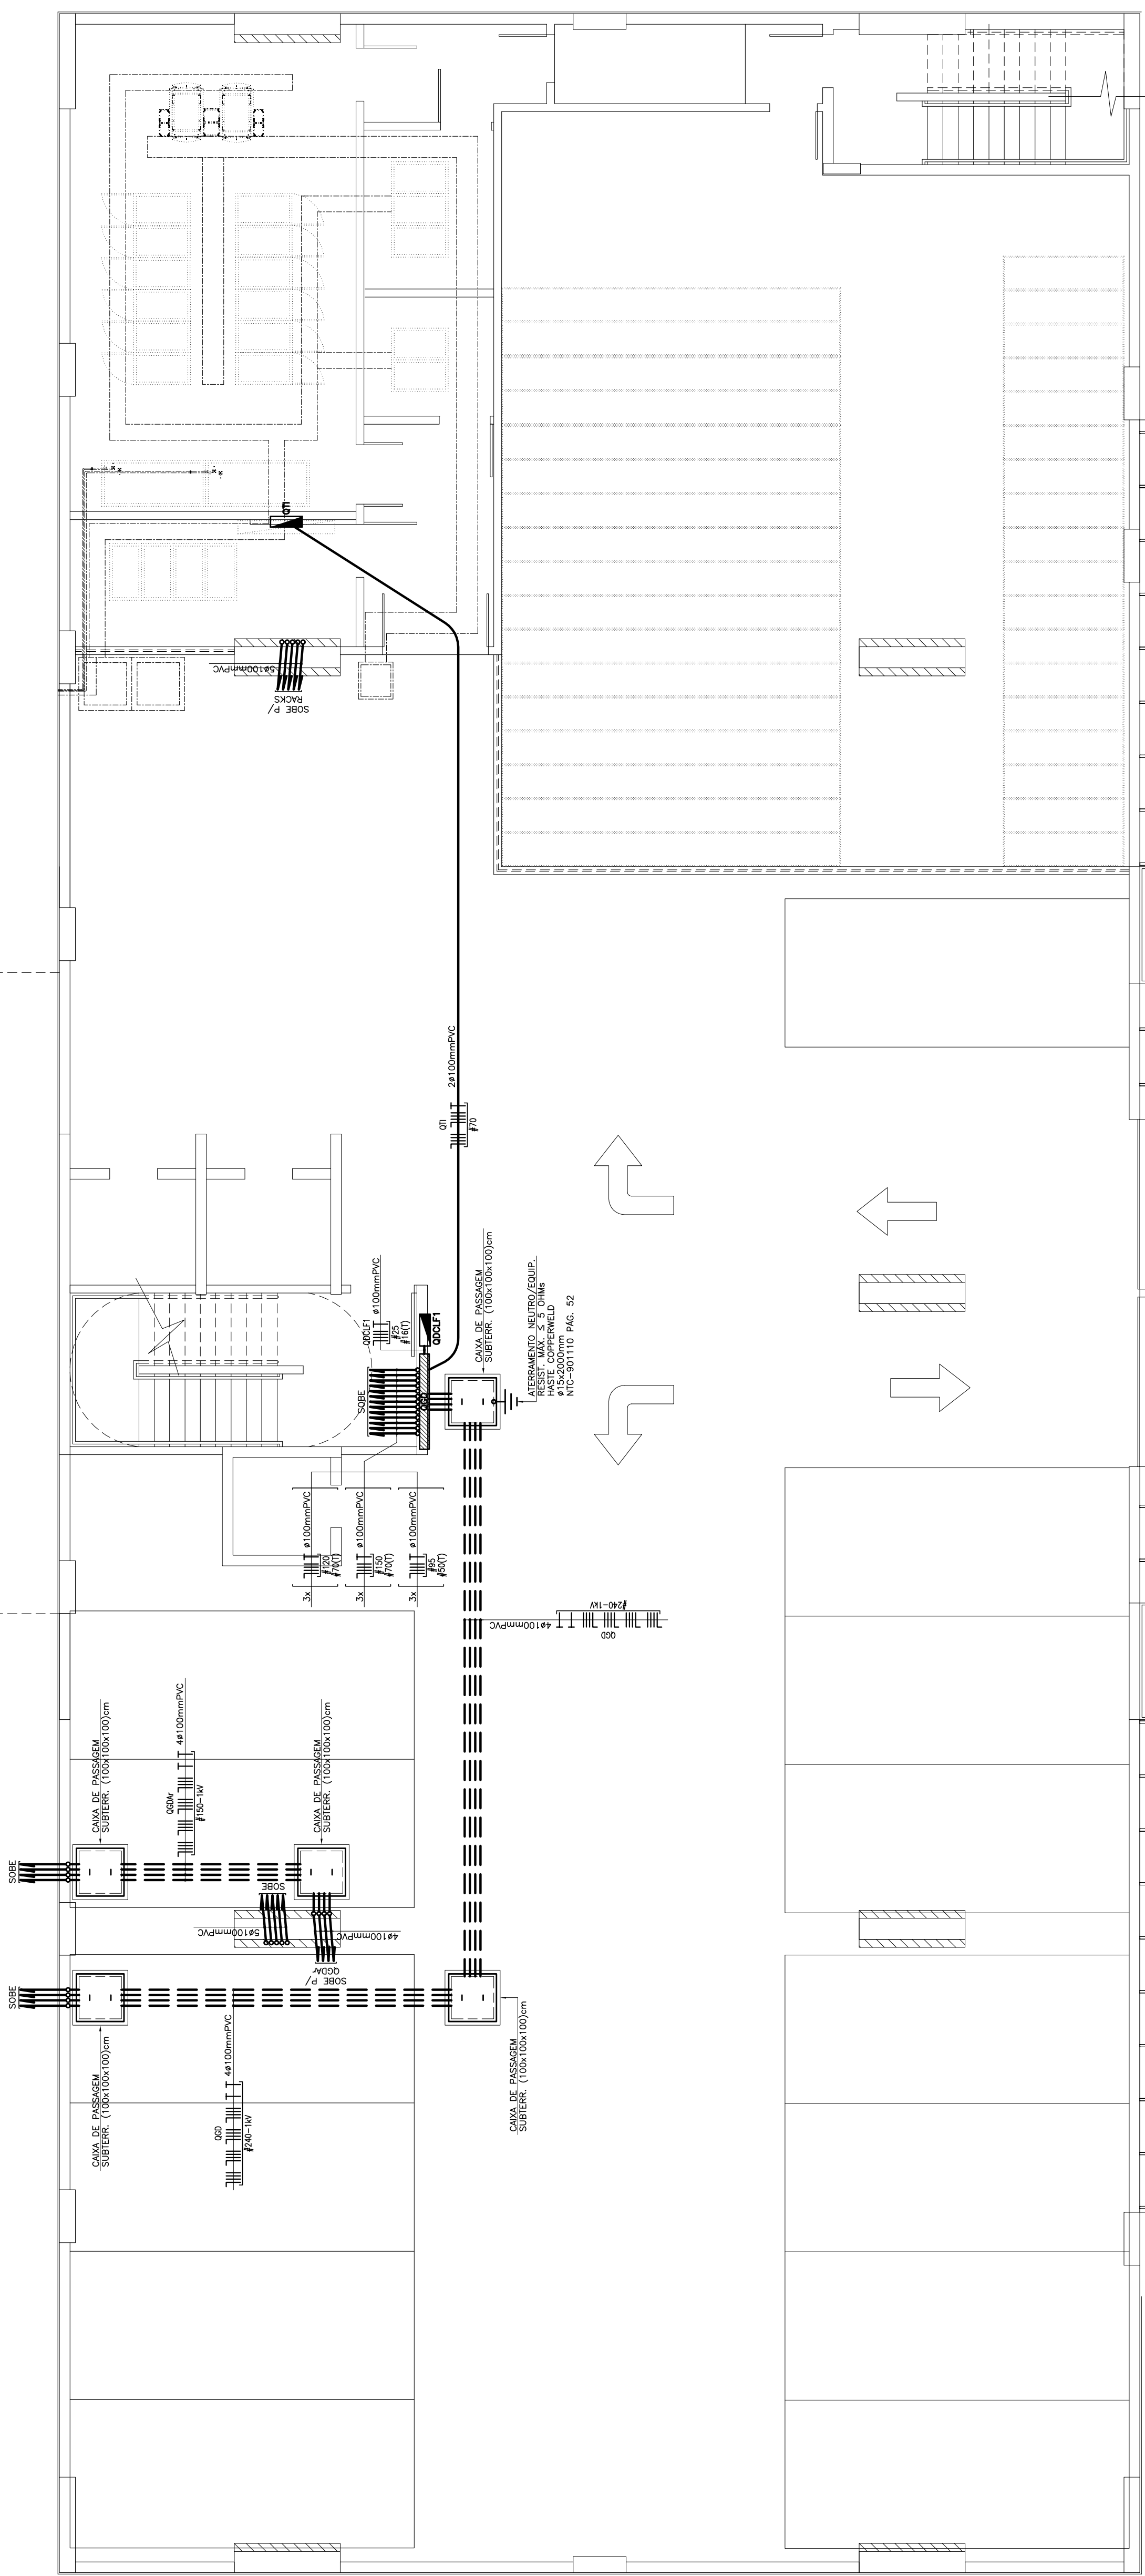 QTI
5ø100mmPVC
SOBE P/
RACKS
2ø100mmPVC
QTI
#70
ø100mmPVC
QDCLF1
#25
#16(T)
QDCLF1
SOBE
QGD
CAIXA DE PASSAGEM
SUBTERR. (100x100x100)cm
ATERRAMENTO NEUTRO/EQUIP.
RESIST. MÁX. ≤ 5 OHMs
HASTE COPPERWELD
ø15x2000mm
NTC-901110 PÁG. 52
3x
ø100mmPVC
#120
#70(T)
3x
ø100mmPVC
#150
#70(T)
3x
ø100mmPVC
#95
#50(T)
4ø100mmPVC
QGD
#240-1kV
CAIXA DE PASSAGEM
SUBTERR. (100x100x100)cm
4ø100mmPVC
QGDAr
#150-1kV
CAIXA DE PASSAGEM
SUBTERR. (100x100x100)cm
SOBE
SOBE
5ø100mmPVC
4ø100mmPVC
SOBE P/
QGDAr
SOBE
CAIXA DE PASSAGEM
SUBTERR. (100x100x100)cm
4ø100mmPVC
QGD
#240-1kV
CAIXA DE PASSAGEM
SUBTERR. (100x100x100)cm